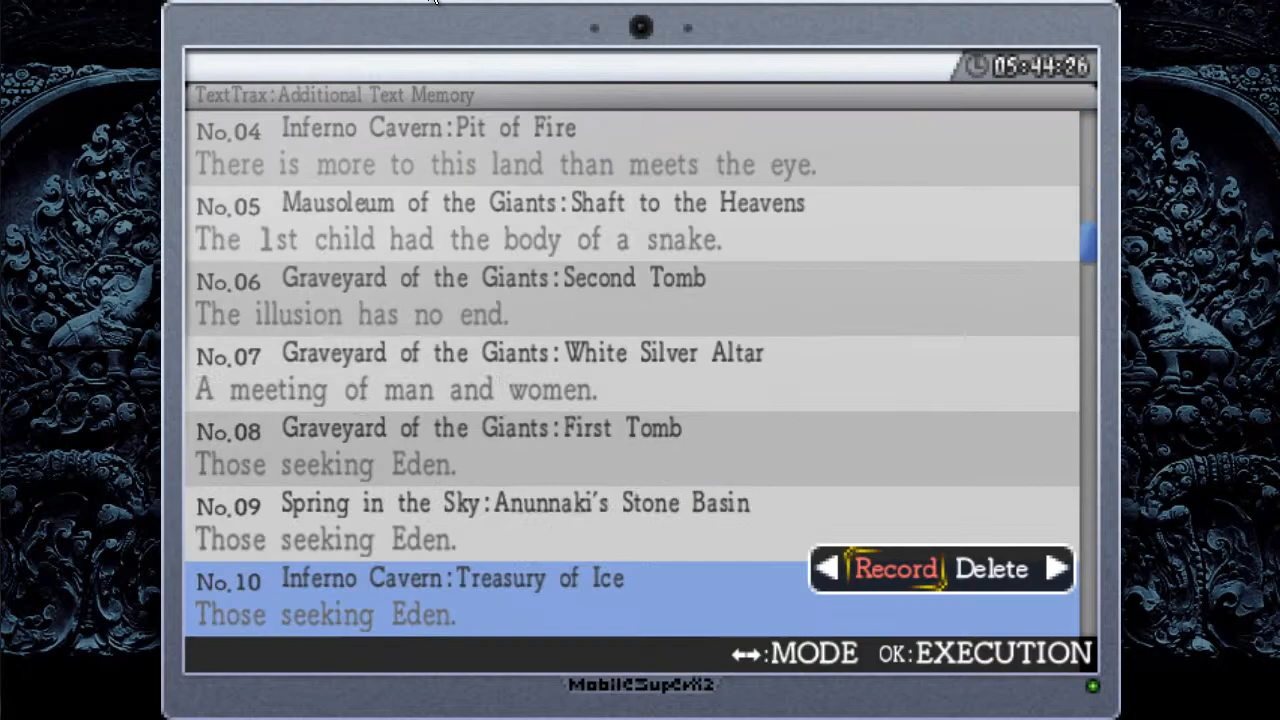 05:44:26
TextTrax:Additional Text Memory
No.04 Inferno Cavern:Pit of Fire
There is more to this land than meets the eye.
No.05 Mausoleum of the Giants:Shaft to the Heavens
The 1st child had the body of a snake.
No.06 Graveyard of the Giants:Second Tomb
The illusion has no end.
No.07 Graveyard of the Giants:White Silver Altar
A meeting of man and women.
No.08 Graveyard of the Giants:First Tomb
Those seeking Eden.
No.09 Spring in the Sky:Anunnaki's Stone Basin
Those seeking Eden.
Record Delete
No.10 Inferno Cavern:Treasury of Ice
Those seeking Eden.
↔:MODE OK:EXECUTION
MobileSuperX2